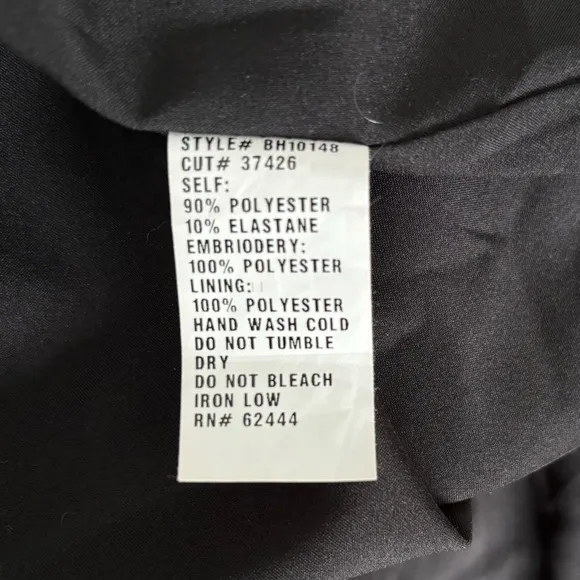 STYLE# BH10148
CUT# 37426
SELF:
90% POLYESTER
10% ELASTANE
EMBRIODERY:
100% POLYESTER
LINING:
100% POLYESTER
HAND WASH COLD
DO NOT TUMBLE
DRY
DO NOT BLEACH
IRON LOW
RN# 62444